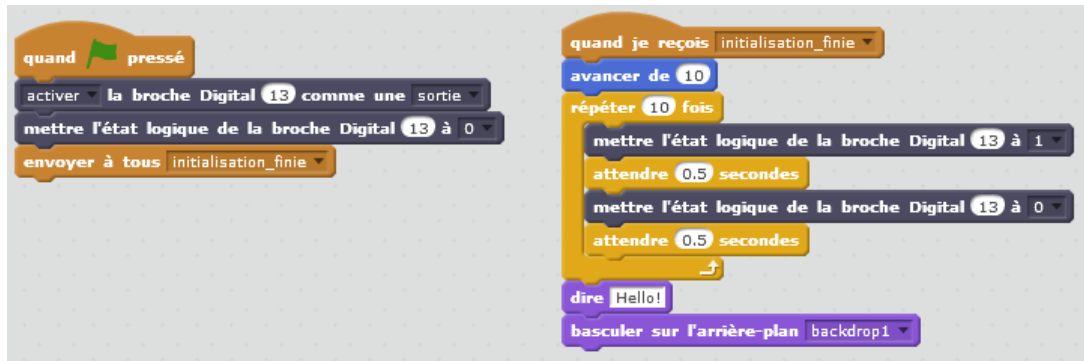 quand pressé
activer la broche Digital 13 comme une sortie
mettre l'état logique de la broche Digital 13 à 0
envoyer à tous initialisation_finie
quand je reçois initialisation_finie
avancer de 10
répéter 10 fois
mettre l'état logique de la broche Digital 13 à 1
attendre 0.5 secondes
mettre l'état logique de la broche Digital 13 à 0
attendre 0.5 secondes
dire Hello!
basculer sur l'arrière-plan backdrop1